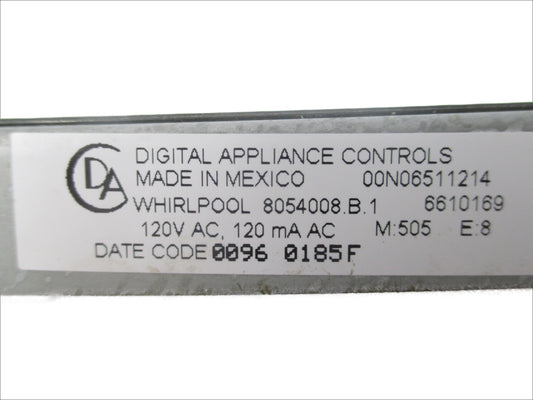 CDA DIGITAL APPLIANCE CONTROLS
MADE IN MEXICO 00N06511214
WHIRLPOOL 8054008.B.1 6610169
120V AC, 120 mA AC M:505 E:8
DATE CODE 0096 0185F